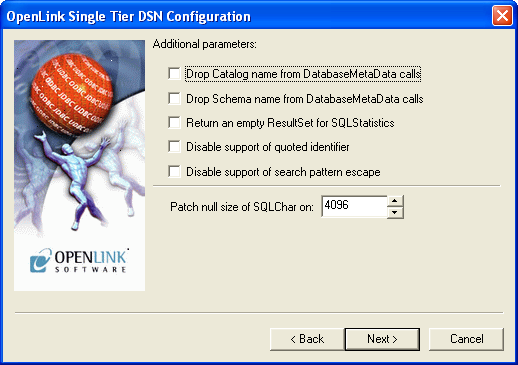 OpenLink Single Tier DSN Configuration
Additional parameters:
Drop Catalog name from DatabaseMetaData calls
Drop Schema name from DatabaseMetaData calls
Return an empty ResultSet for SQLStatistics
Disable support of quoted identifier
Disable support of search pattern escape
Patch null size of SQLChar on: 4096
OPENLINK
SOFTWARE
< Back Next > Cancel